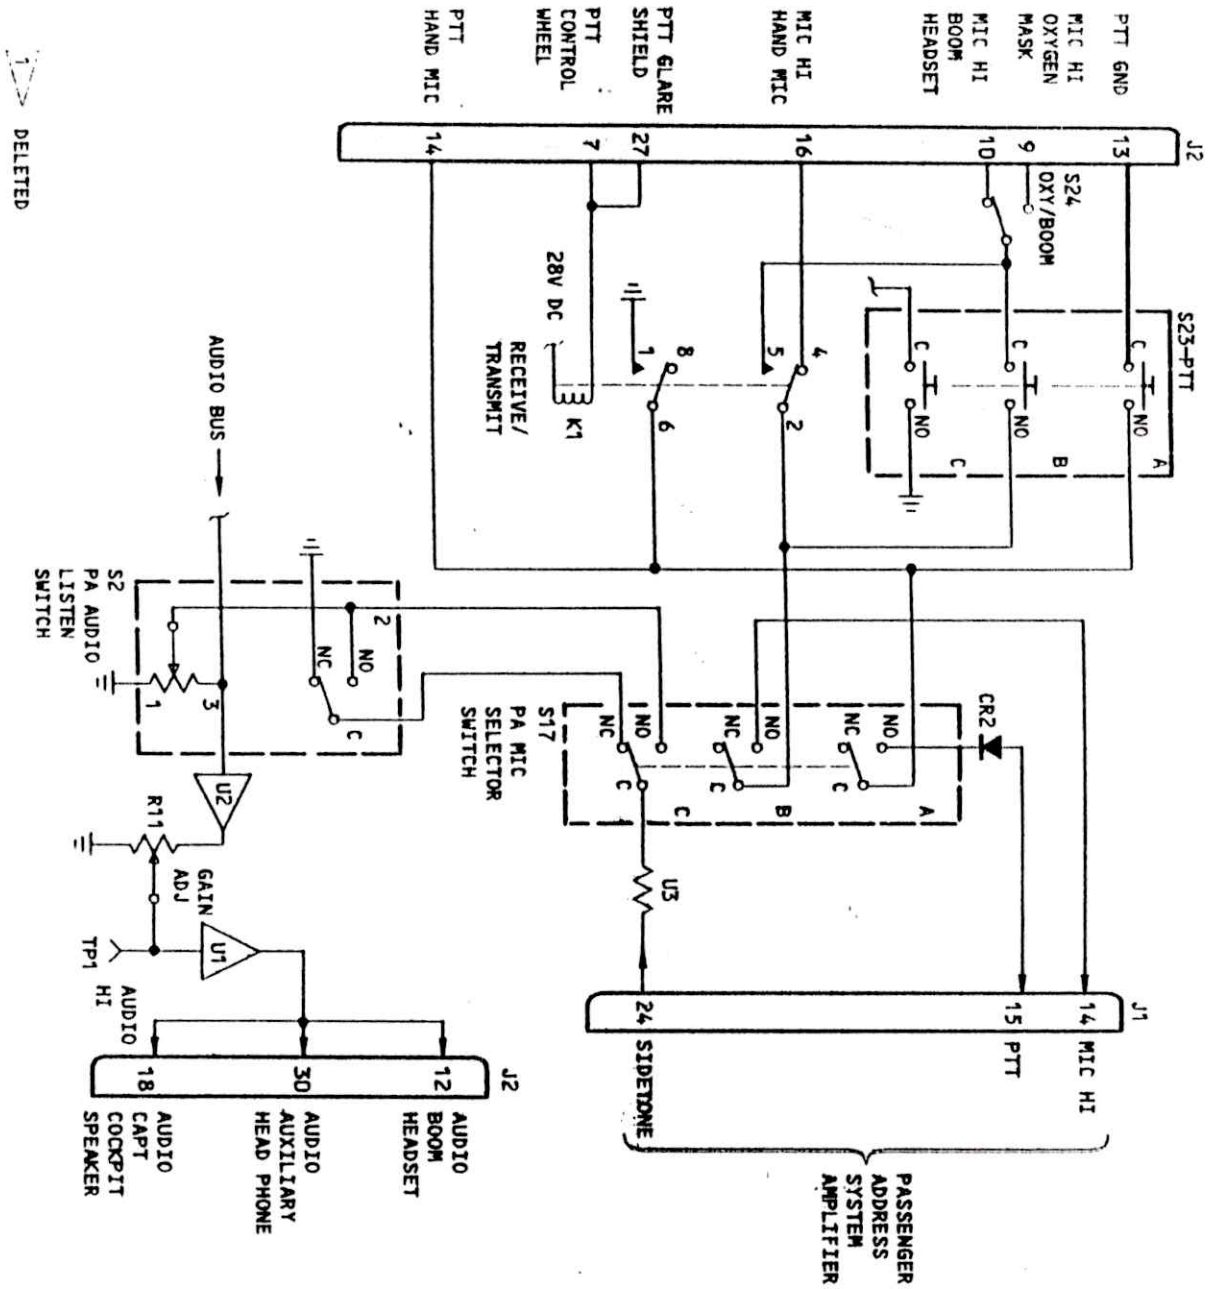 J2
PTT GND
13
MIC HI
OXYGEN
MASK
9
MIC HI
BOOM
HEADSET
10
MIC HI
HAND MIC
16
PTT GLARE
SHIELD
27
PTT
CONTROL
WHEEL
7
PTT
HAND MIC
14
S24
OXY/BOOM
S23-PTT
C
NO
A
C
NO
B
C
NO
C
4
5
2
8
1
6
28V DC
K1
RECEIVE/
TRANSMIT
CR2
NO
C
A
NO
NC
C
B
NO
NC
C
C
S17
PA MIC
SELECTOR
SWITCH
U3
J1
14 MIC HI
15 PTT
24 SIDETONE
PASSENGER
ADDRESS
SYSTEM
AMPLIFIER
AUDIO BUS
2
NO
NC
C
3
1
S2
PA AUDIO
LISTEN
SWITCH
U2
R11
GAIN
ADJ
U1
TP1
AUDIO
HI
J2
12
AUDIO
BOOM
HEADSET
30
AUDIO
AUXILIARY
HEAD PHONE
18
AUDIO
CAPT
COCKPIT
SPEAKER
1
DELETED